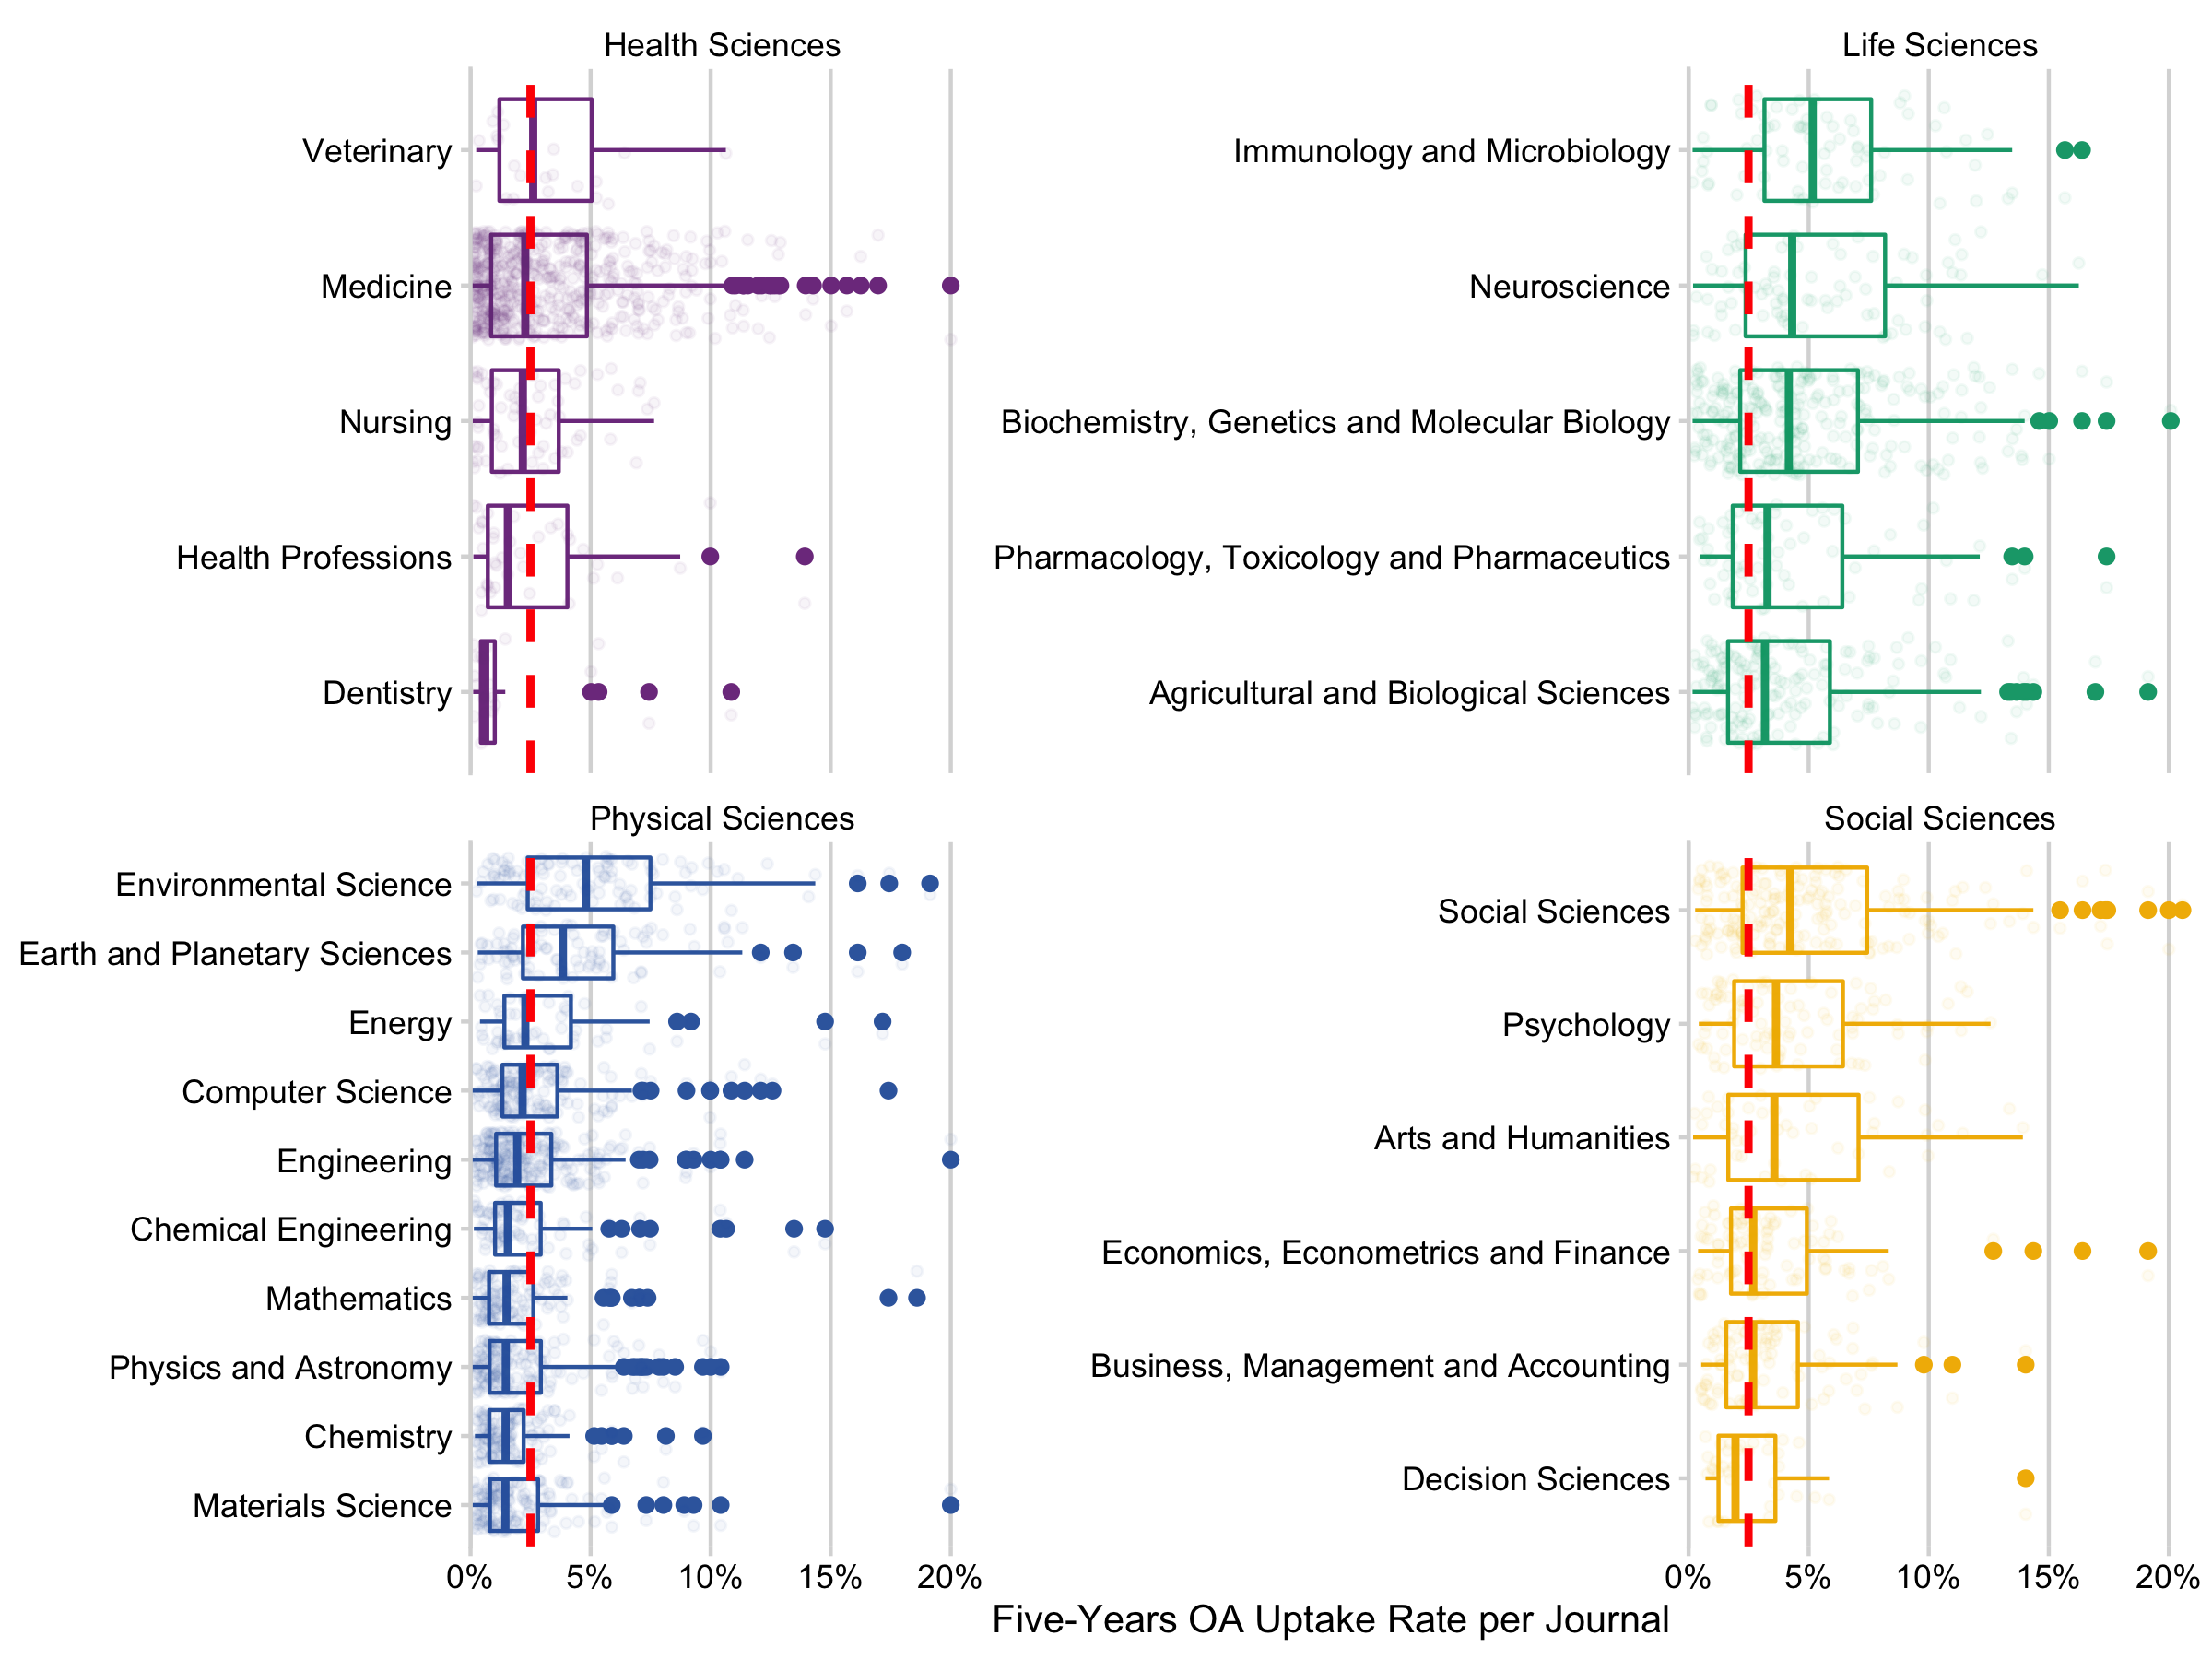 Health Sciences
Veterinary
Medicine
Nursing
Health Professions
Dentistry
Life Sciences
Immunology and Microbiology
Neuroscience
Biochemistry, Genetics and Molecular Biology
Pharmacology, Toxicology and Pharmaceutics
Agricultural and Biological Sciences
Physical Sciences
Environmental Science
Earth and Planetary Sciences
Energy
Computer Science
Engineering
Chemical Engineering
Mathematics
Physics and Astronomy
Chemistry
Materials Science
0% 5% 10% 15% 20%
Social Sciences
Social Sciences
Psychology
Arts and Humanities
Economics, Econometrics and Finance
Business, Management and Accounting
Decision Sciences
0% 5% 10% 15% 20%
Five-Years OA Uptake Rate per Journal